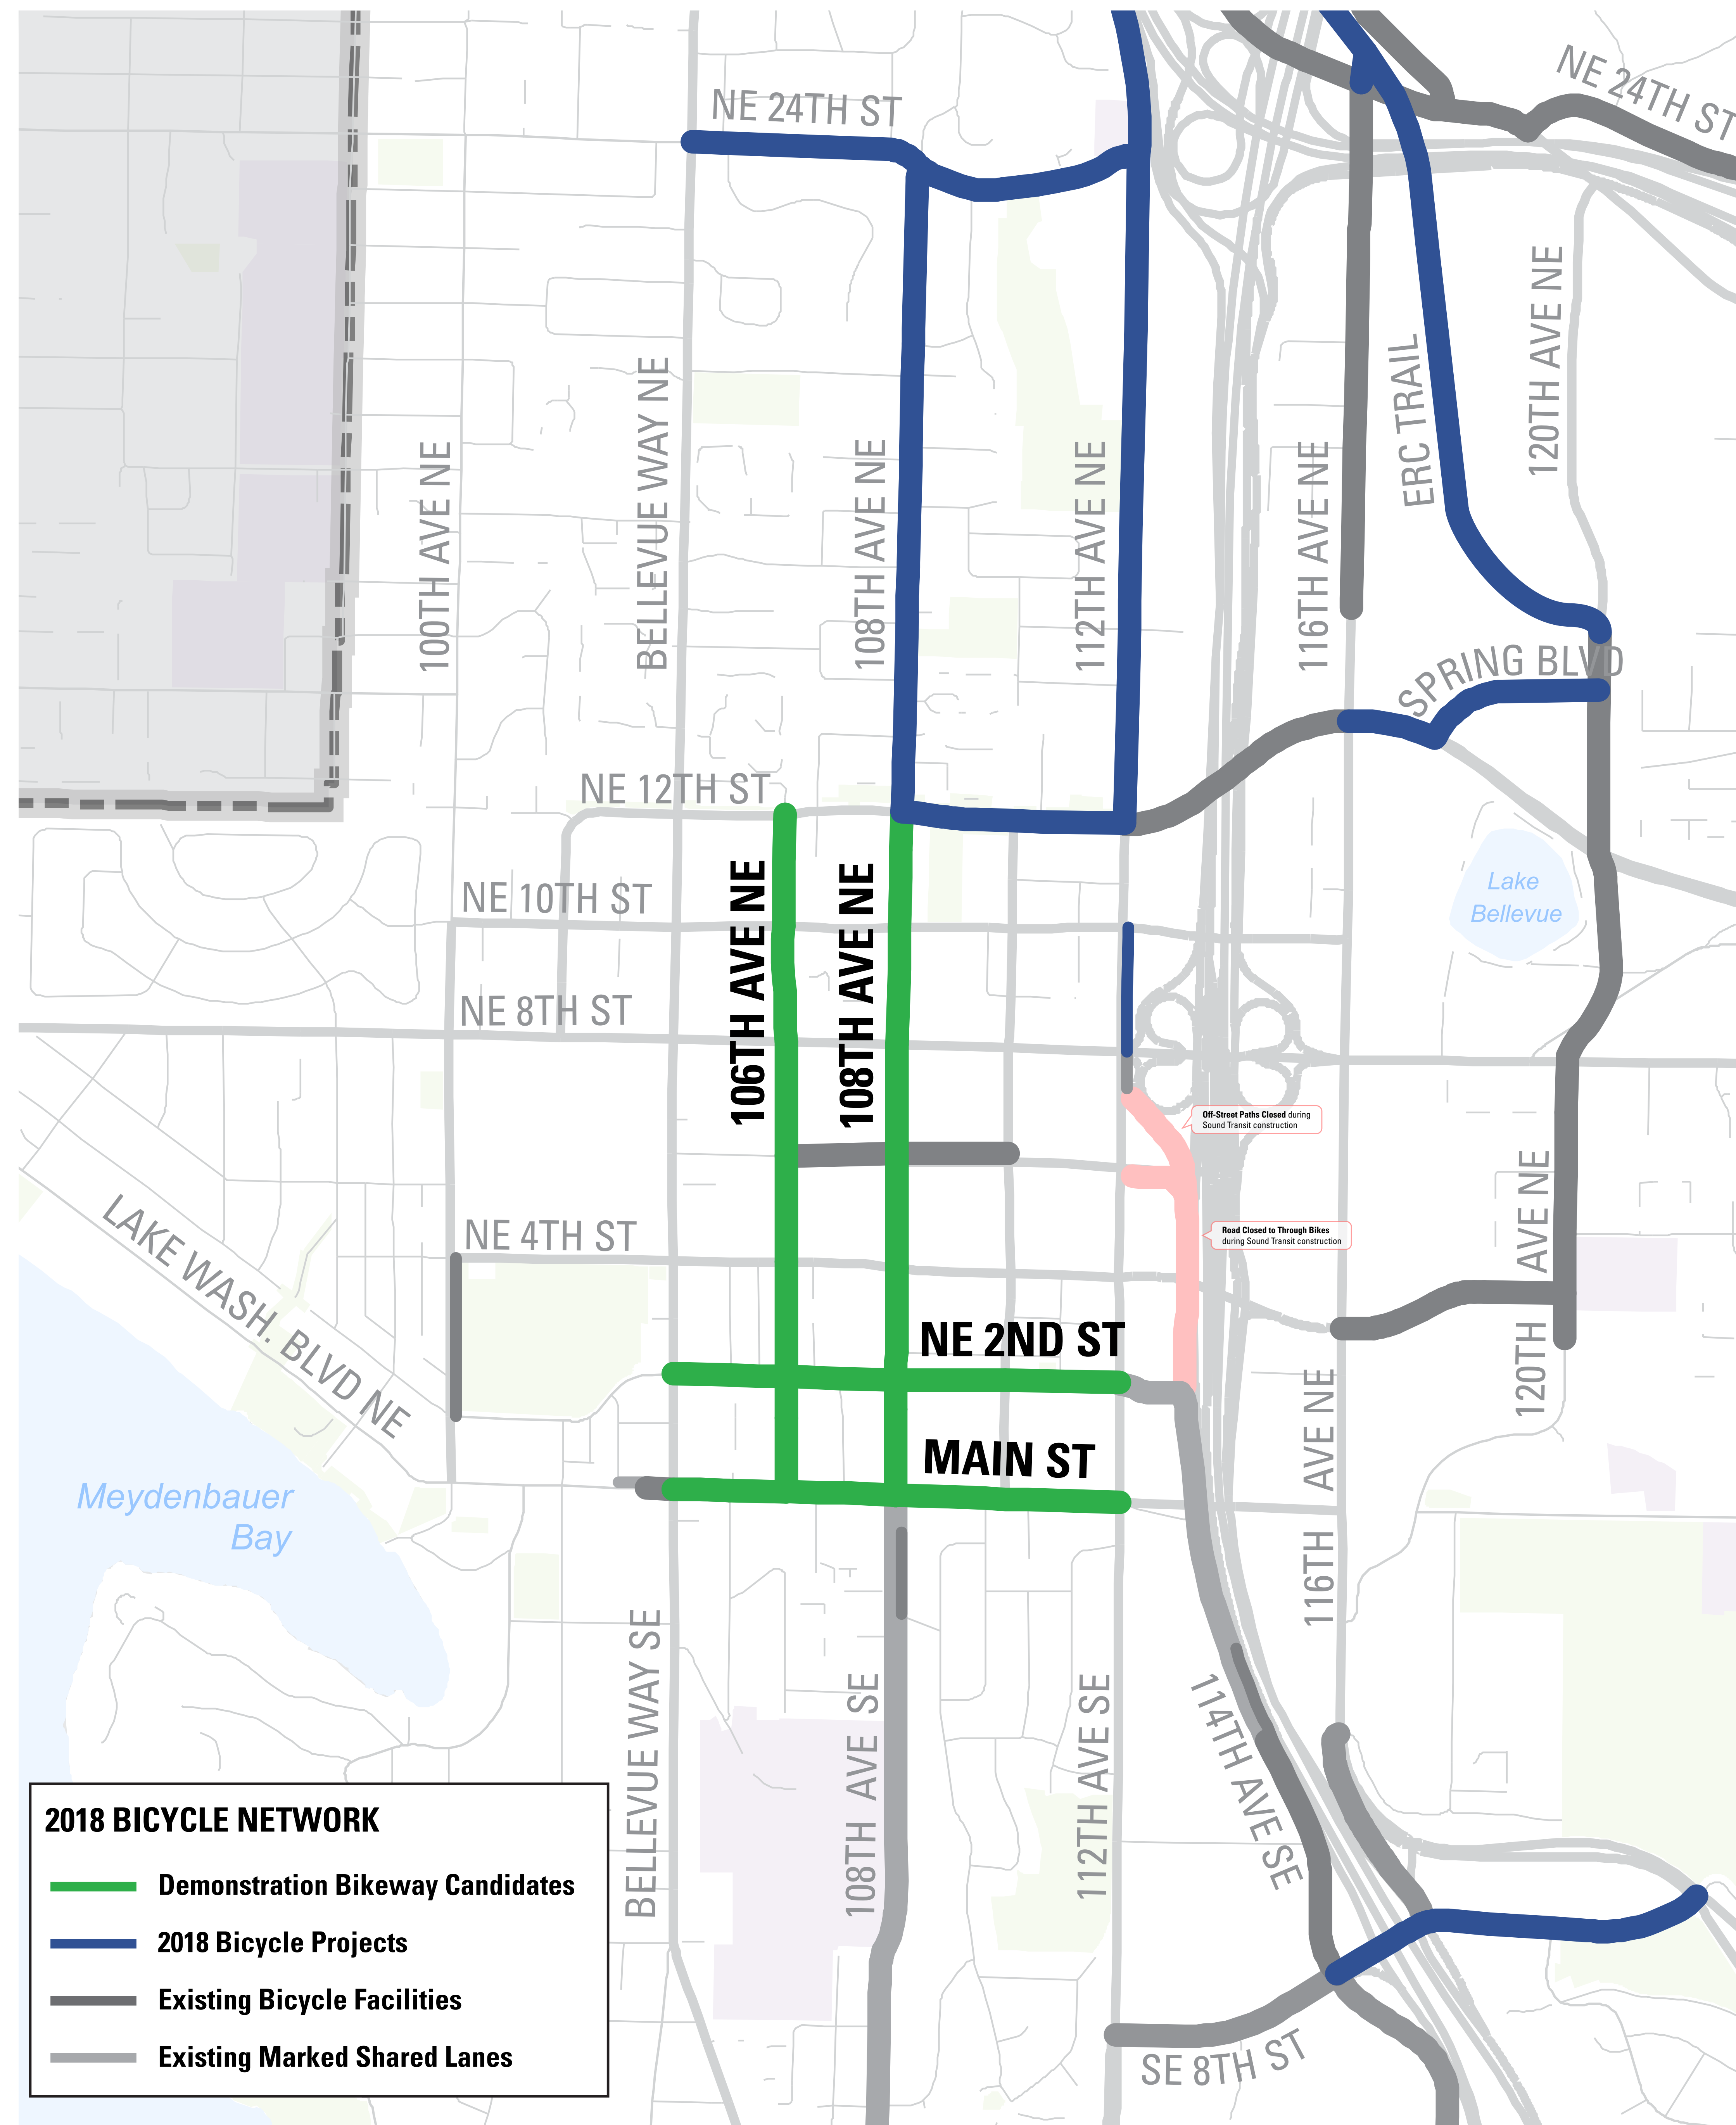 NE 24TH ST
NE 24TH ST
120TH AVE NE
ERC TRAIL
BELLEVUE WAY NE
100TH AVE NE
108TH AVE NE
112TH AVE NE
116TH AVE NE
SPRING BLVD
NE 12TH ST
106TH AVE NE
108TH AVE NE
NE 10TH ST
Lake
Bellevue
NE 8TH ST
Off-Street Paths Closed during
Sound Transit construction
LAKE WASH. BLVD NE
NE 4TH ST
Road Closed to Through Bikes
during Sound Transit construction
120TH AVE NE
NE 2ND ST
116TH AVE NE
MAIN ST
Meydenbauer
Bay
BELLEVUE WAY SE
108TH AVE SE
112TH AVE SE
114TH AVE SE
SE 8TH ST
2018 BICYCLE NETWORK
Demonstration Bikeway Candidates
2018 Bicycle Projects
Existing Bicycle Facilities
Existing Marked Shared Lanes